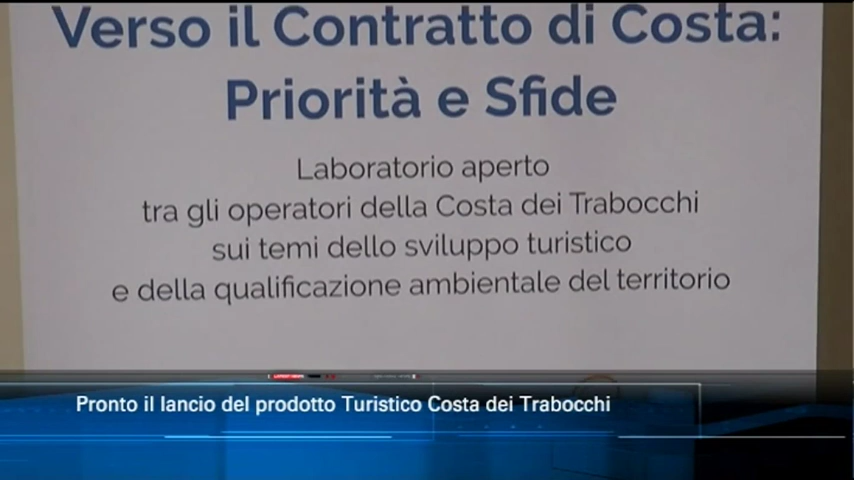 Verso il Contratto di Costa:
Priorità e Sfide
Laboratorio aperto
tra gli operatori della Costa dei Trabocchi
sui temi dello sviluppo turistico
e della qualificazione ambientale del territorio
Pronto il lancio del prodotto Turistico Costa dei Trabocchi